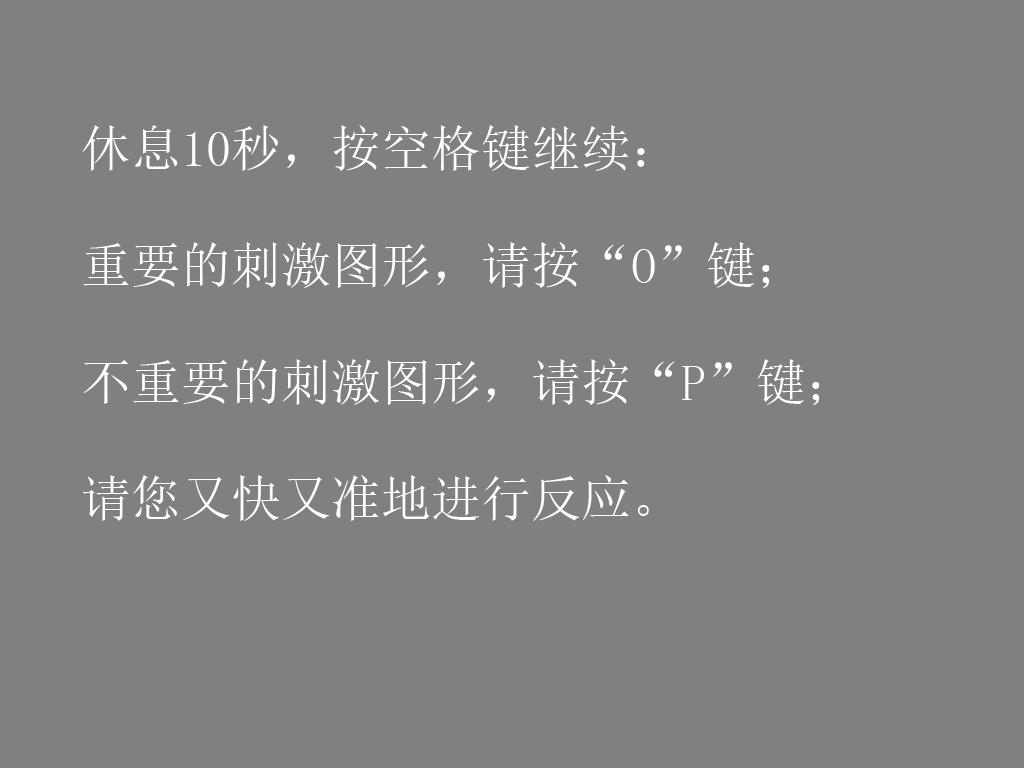 休息10秒，按空格键继续：
重要的刺激图形，请按“O”键；
不重要的刺激图形，请按“P”键；
请您又快又准地进行反应。